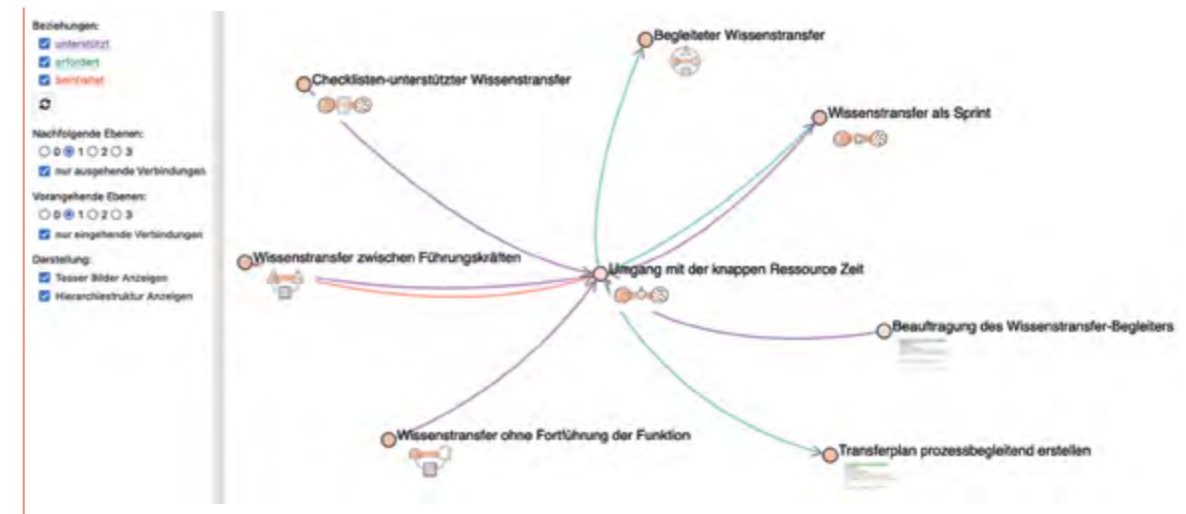 Beziehungen:
unterstützt
erfordert
beinhaltet
Nachfolgende Ebenen:
0 1 2 3
nur ausgehende Verbindungen
Vorangehende Ebenen:
0 1 2 3
nur eingehende Verbindungen
Darstellung:
Tesser Bilder Anzeigen
Hierarchiestruktur Anzeigen
Begleiteter Wissenstransfer
Checklisten-unterstützter Wissenstransfer
Wissenstransfer als Sprint
Wissenstransfer zwischen Führungskräften
Umgang mit der knappen Ressource Zeit
Beauftragung des Wissenstransfer-Begleiters
Wissenstransfer ohne Fortführung der Funktion
Transferplan prozessbegleitend erstellen